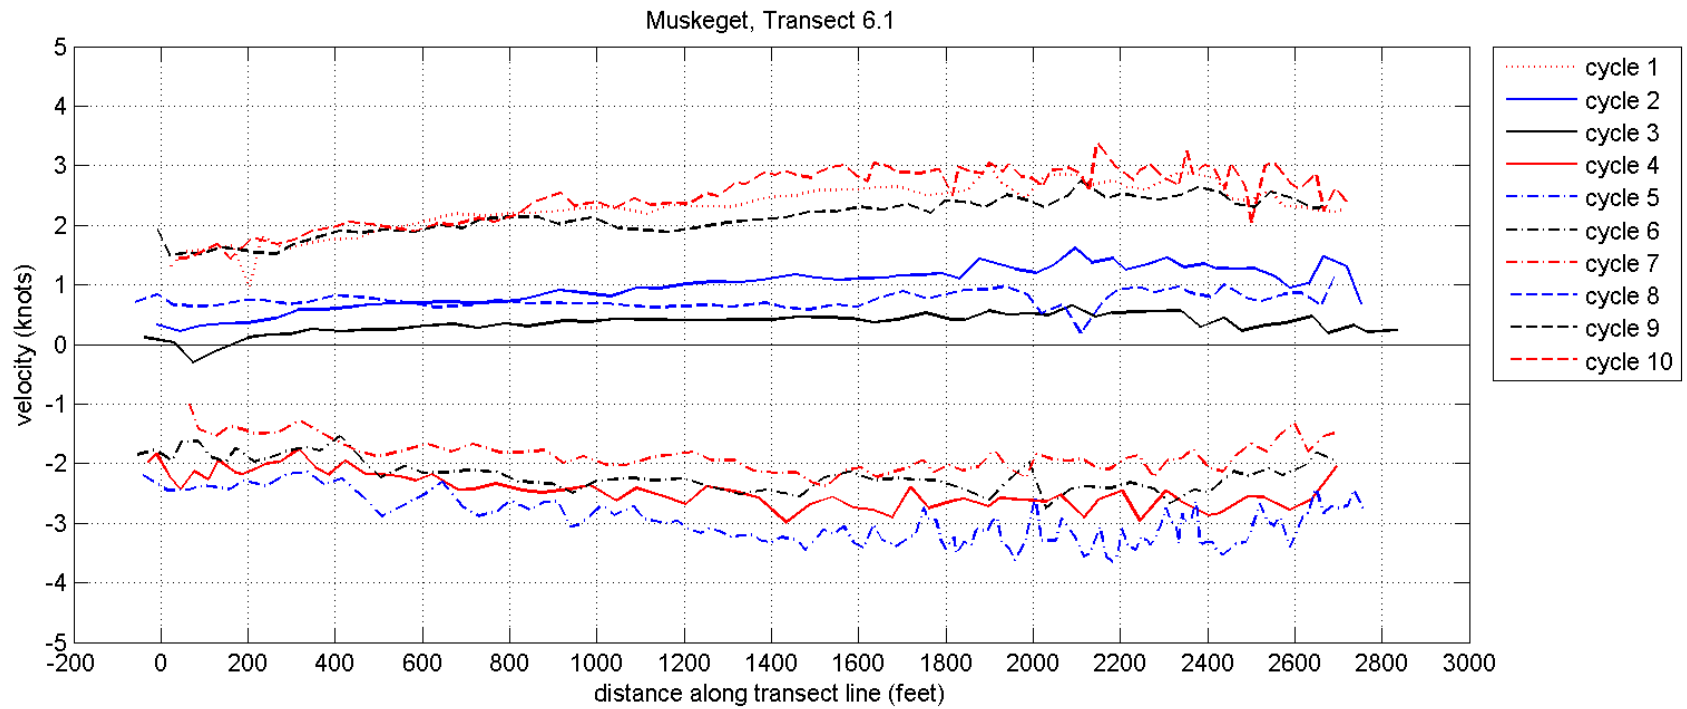 Muskeget, Transect 6.1
velocity (knots)
5
4
3
2
1
0
-1
-2
-3
-4
-5
-200 0 200 400 600 800 1000 1200 1400 1600 1800 2000 2200 2400 2600 2800 3000
distance along transect line (feet)
cycle 1
cycle 2
cycle 3
cycle 4
cycle 5
cycle 6
cycle 7
cycle 8
cycle 9
cycle 10